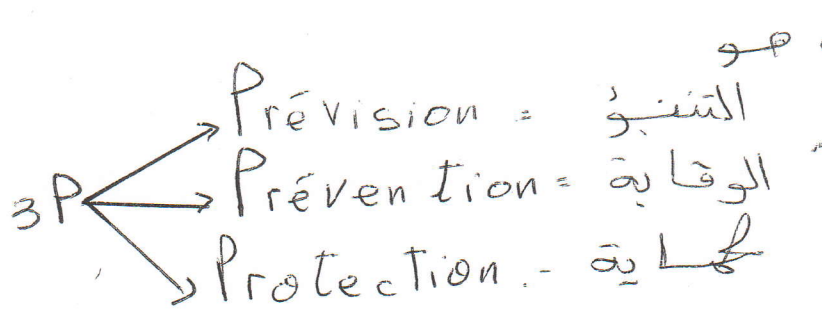 Prévision = التنبؤ
3P Prévention = الوقاية
Protection - حماية